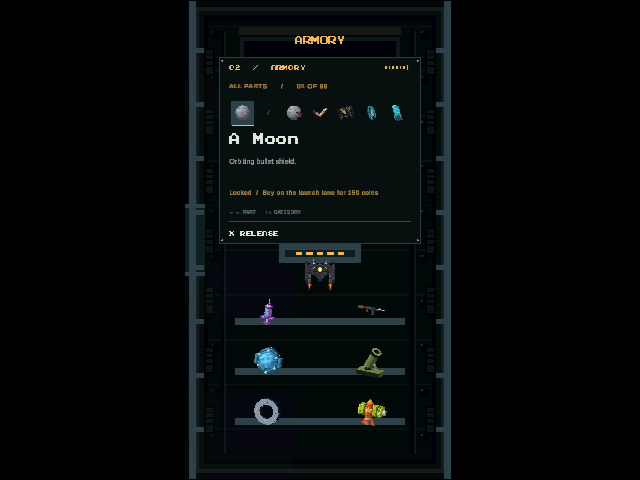 ARMORY
02 / ARMORY
ALL PARTS / 01 OF 99
A Moon
Orbiting bullet shield.
Locked / Buy on the launch lane for 150 coins
PART CATEGORY
X RELEASE